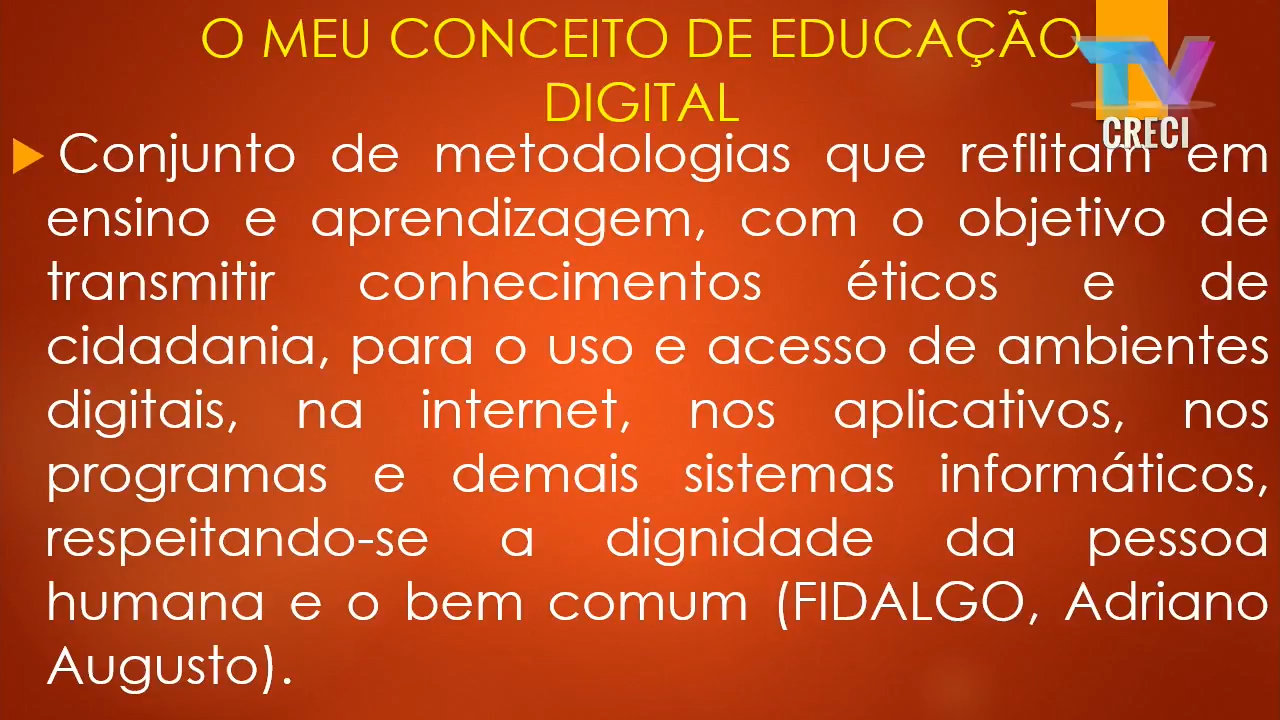 O MEU CONCEITO DE EDUCAÇÃO
DIGITAL
TV
CRECI
Conjunto de metodologias que reflitam em
ensino e aprendizagem, com o objetivo de
transmitir conhecimentos éticos e de
cidadania, para o uso e acesso de ambientes
digitais, na internet, nos aplicativos, nos
programas e demais sistemas informáticos,
respeitando-se a dignidade da pessoa
humana e o bem comum (FIDALGO, Adriano
Augusto).